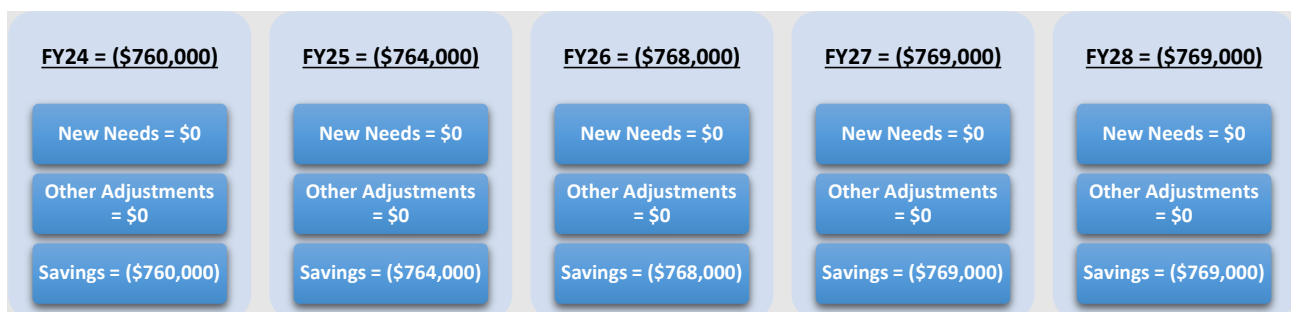 FY24 = ($760,000)
New Needs = $0
Other Adjustments
= $0
Savings = ($760,000)
FY25 = ($764,000)
New Needs = $0
Other Adjustments
= $0
Savings = ($764,000)
FY26 = ($768,000)
New Needs = $0
Other Adjustments
= $0
Savings = ($768,000)
FY27 = ($769,000)
New Needs = $0
Other Adjustments
= $0
Savings = ($769,000)
FY28 = ($769,000)
New Needs = $0
Other Adjustments
= $0
Savings = ($769,000)